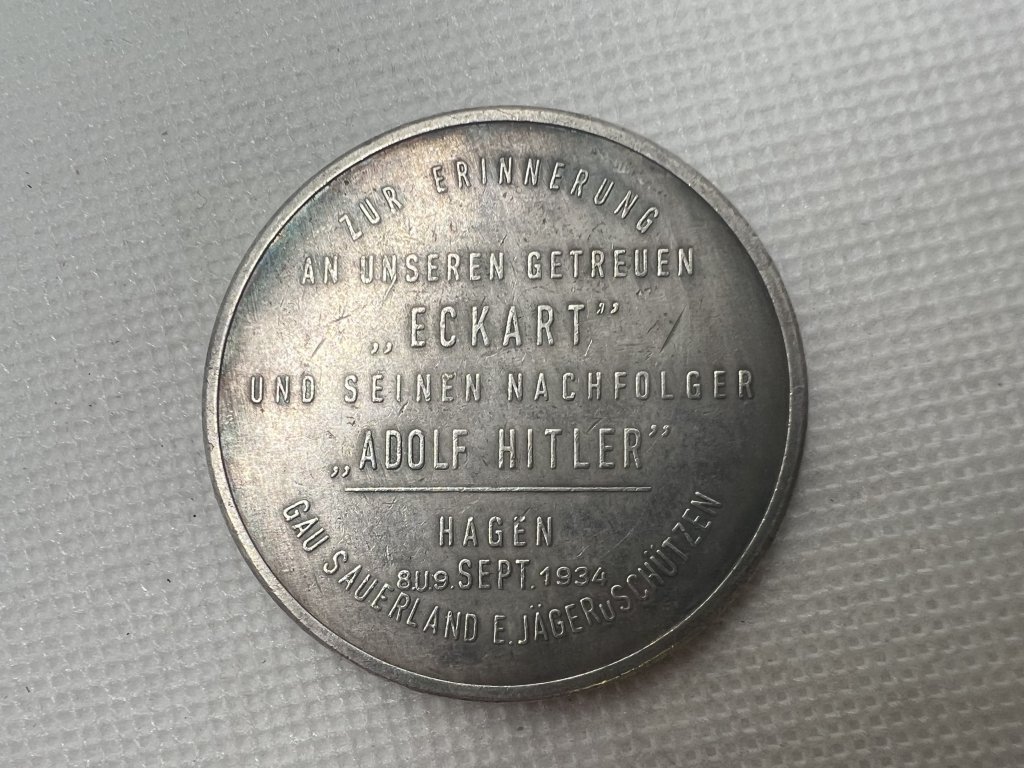 ZUR ERINNERUNG
AN UNSEREN GETREUEN
„ECKART”
UND SEINEN NACHFOLGER
„ADOLF HITLER”
HAGEN
8.U.9. SEPT. 1934
GAU SAUERLAND E. JÄGER u SCHÜTZEN